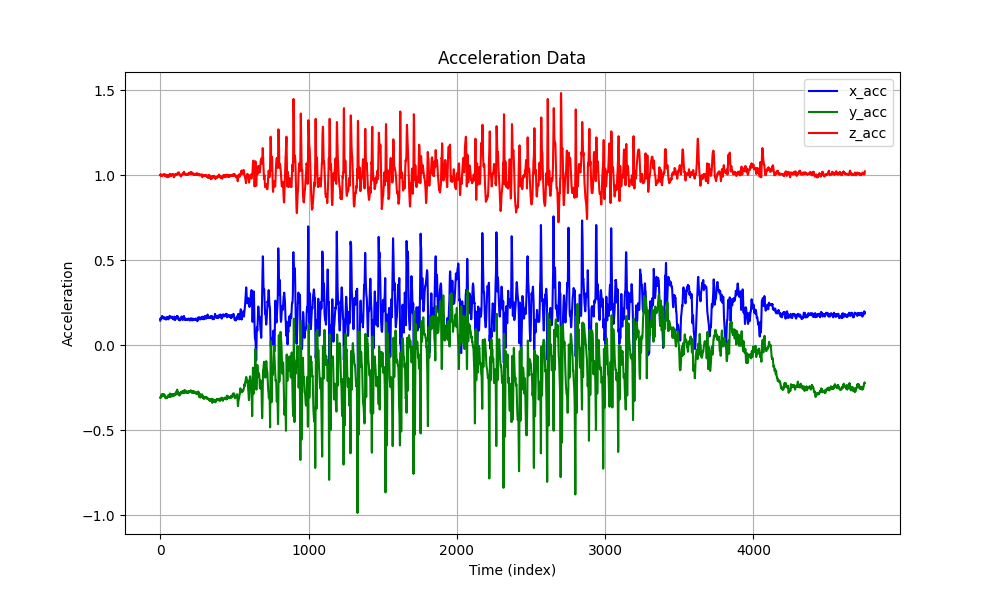 Acceleration Data
x_acc
y_acc
z_acc
1.5
1.0
0.5
0.0
−0.5
−1.0
Acceleration
0 1000 2000 3000 4000
Time (index)